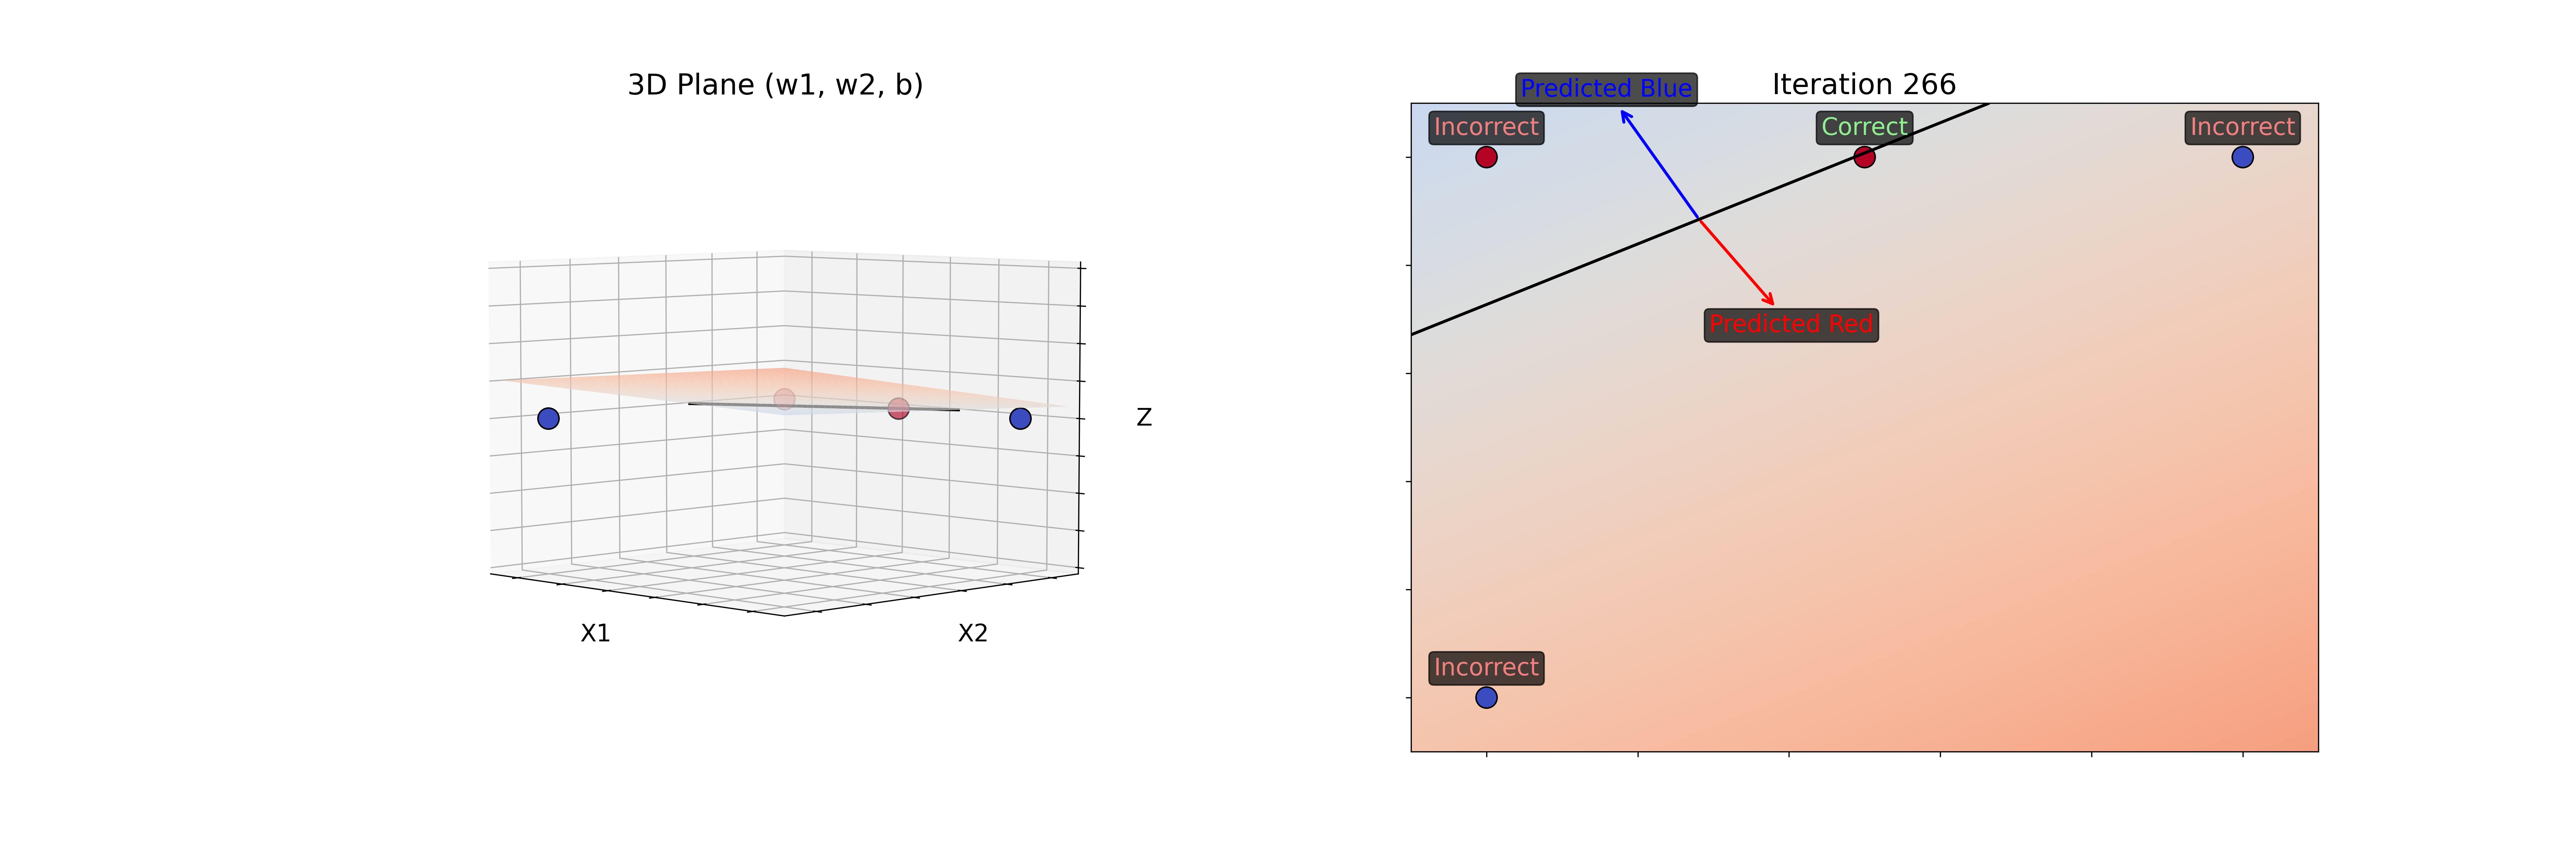 3D Plane (w1, w2, b)
Z
X1
X2
Iteration 266
Predicted Blue
Incorrect
Correct
Incorrect
Predicted Red
Incorrect